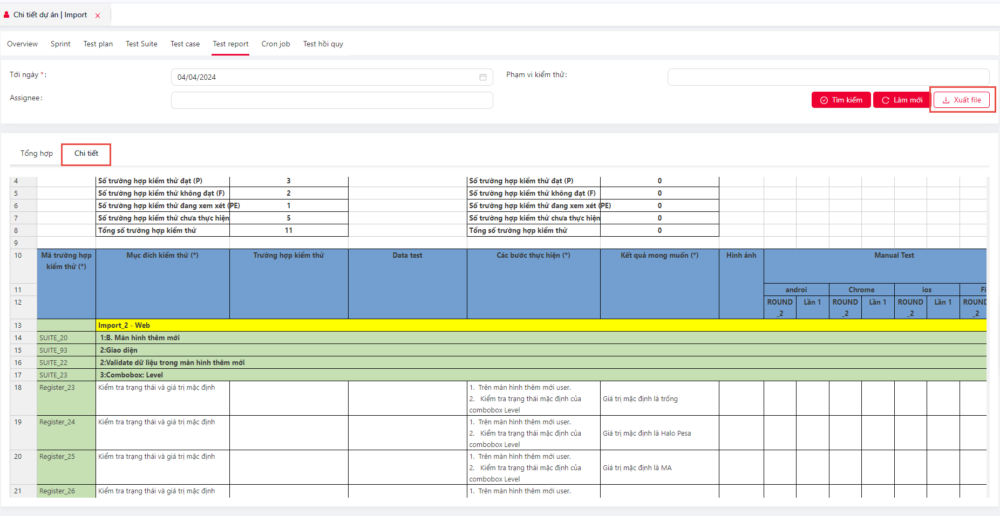 Chi tiết dự án | Import
Overview Sprint Test plan Test Suite Test case Test report Cron job Test hồi quy
Tới ngày * : 04/04/2024 Phạm vi kiểm thử :
Assignee : Tìm kiếm Làm mới Xuất file
Tổng hợp Chi tiết
4 Số trường hợp kiểm thử đạt (P) 3 Số trường hợp kiểm thử đạt (P) 0
5 Số trường hợp kiểm thử không đạt (F) 2 Số trường hợp kiểm thử không đạt (F) 0
6 Số trường hợp kiểm thử đang xem xét (PE) 1 Số trường hợp kiểm thử đang xem xét (PE) 0
7 Số trường hợp kiểm thử chưa thực hiện 5 Số trường hợp kiểm thử chưa thực hiện 0
8 Tổng số trường hợp kiểm thử 11 Tổng số trường hợp kiểm thử 0
9
10 Mã trường hợp Mục đích kiểm thử (*) Trường hợp kiểm thử Data test Các bước thực hiện (*) Kết quả mong muốn (*) Hình ảnh Manual Test
kiểm thử (*)
11 androi Chrome ios Fi
12 ROUND Lần 1 ROUND Lần 1 ROUND Lần 1 ROUND
_2 _2 _2 _2
13 Import_2 - Web
14 SUITE_20 1:B. Màn hình thêm mới
15 SUITE_93 2:Giao diện
16 SUITE_22 2:Validate dữ liệu trong màn hình thêm mới
17 SUITE_23 3:Combobox: Level
18 Register_23 Kiểm tra trạng thái và giá trị mặc định 1. Trên màn hình thêm mới user.
2. Kiểm tra trạng thái mặc định của Giá trị mặc định là trống
combobox Level
19 Register_24 Kiểm tra trạng thái và giá trị mặc định 1. Trên màn hình thêm mới user.
2. Kiểm tra trạng thái mặc định của Giá trị mặc định là Halo Pesa
combobox Level
20 Register_25 Kiểm tra trạng thái và giá trị mặc định 1. Trên màn hình thêm mới user.
2. Kiểm tra trạng thái mặc định của Giá trị mặc định là MA
combobox Level
21 Register_26 Kiểm tra trạng thái và giá trị mặc định 1. Trên màn hình thêm mới user.